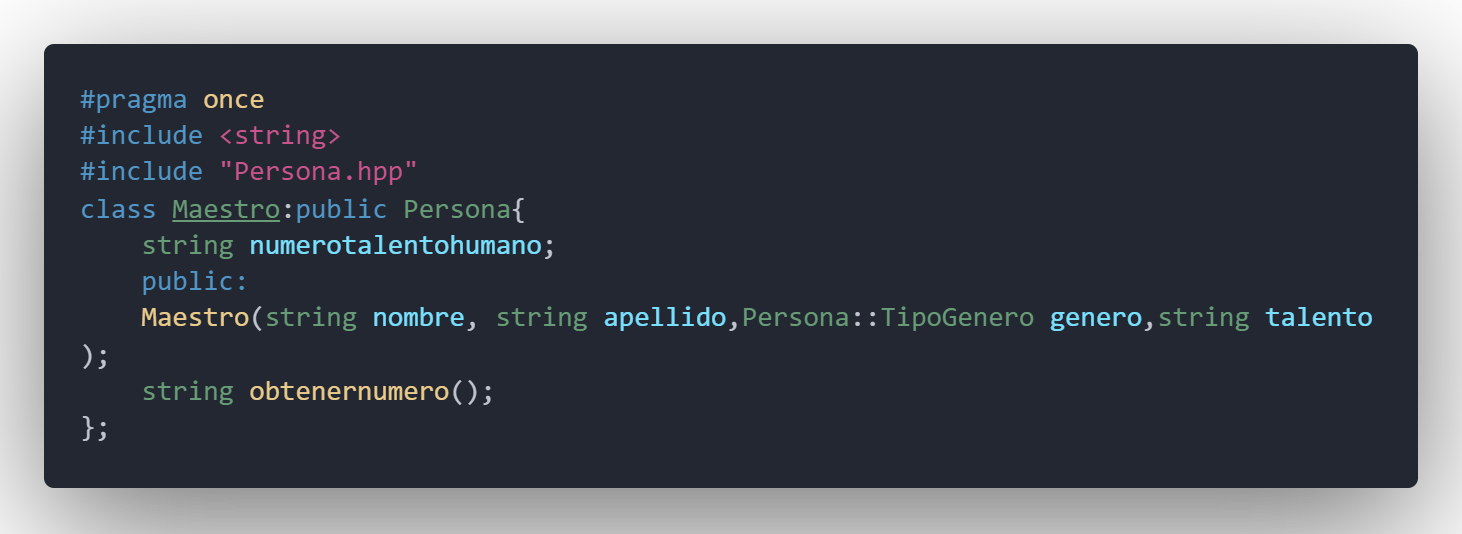 #pragma once
#include <string>
#include "Persona.hpp"
class Maestro:public Persona{
    string numerotalentohumano;
    public:
    Maestro(string nombre, string apellido,Persona::TipoGenero genero,string talento
);
    string obtenernumero();
};